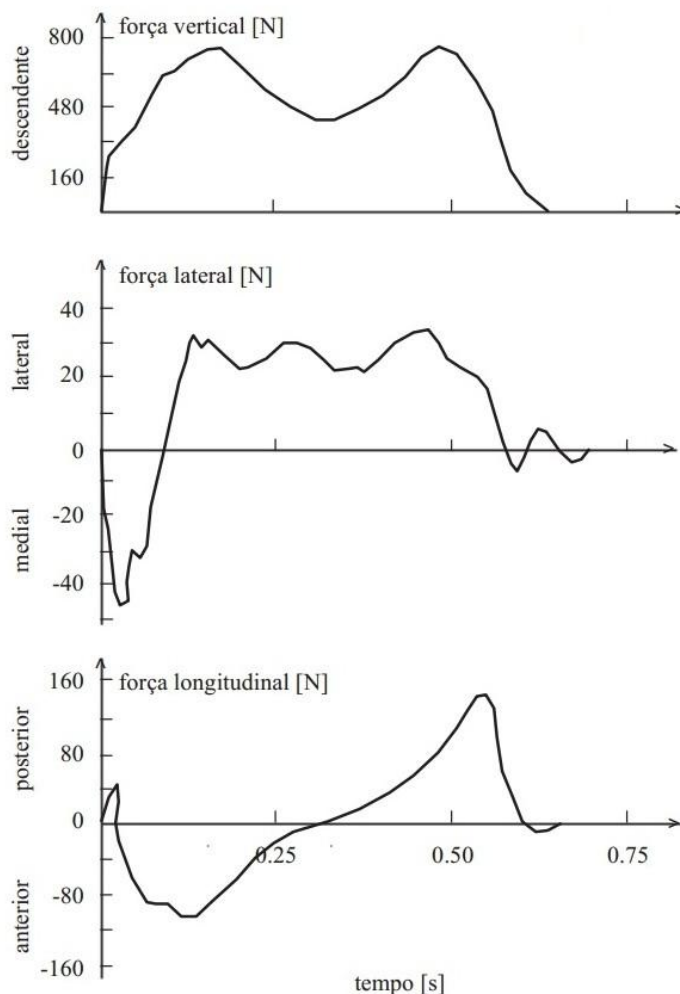 força vertical [N]
800
480
160
descendente
força lateral [N]
40
20
0
-20
-40
lateral
medial
força longitudinal [N]
160
80
0
-80
-160
posterior
anterior
0.25
0.50
0.75
tempo [s]